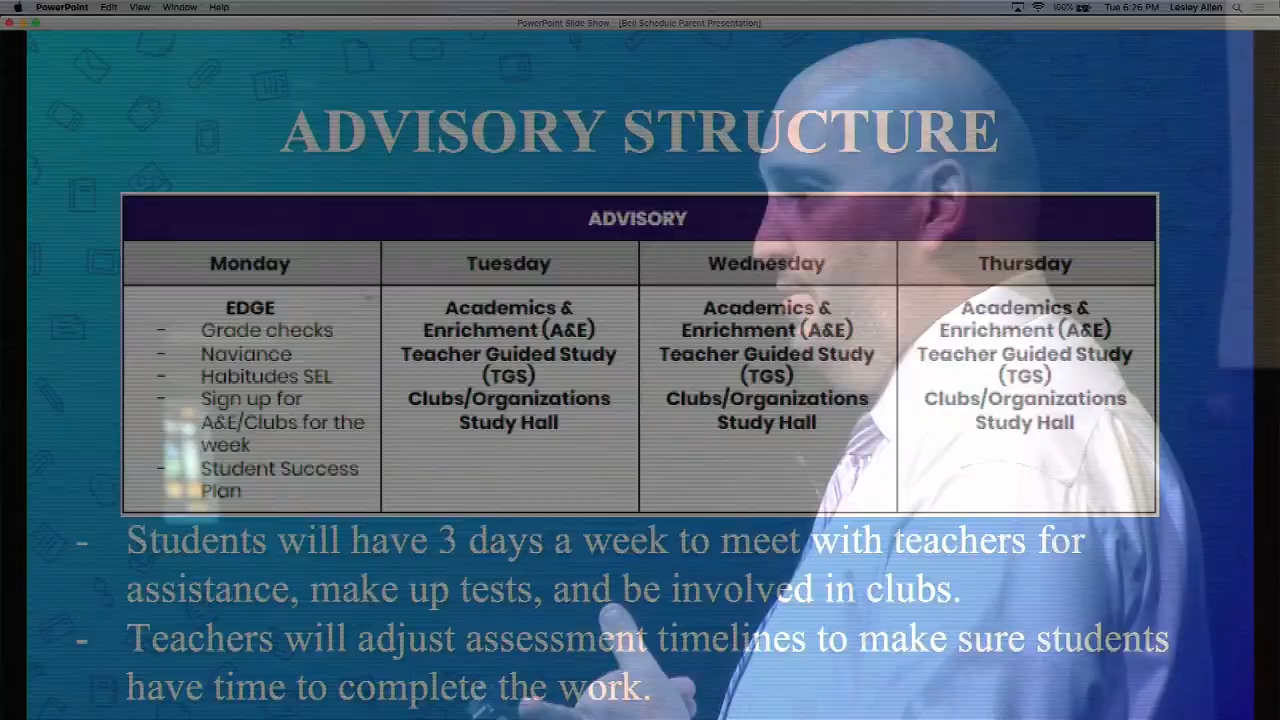 PowerPoint Edit View Window Help 100% Tue 6:26 PM Lesley Allen
PowerPoint Slide Show - [Bell Schedule Parent Presentation]
ADVISORY STRUCTURE
ADVISORY
Monday Tuesday Wednesday Thursday
EDGE
- Grade checks
- Naviance
- Habitudes SEL
- Sign up for
A&E/Clubs for the
week
- Student Success
Plan
Academics &
Enrichment (A&E)
Teacher Guided Study
(TGS)
Clubs/Organizations
Study Hall
Academics &
Enrichment (A&E)
Teacher Guided Study
(TGS)
Clubs/Organizations
Study Hall
Academics &
Enrichment (A&E)
Teacher Guided Study
(TGS)
Clubs/Organizations
Study Hall
- Students will have 3 days a week to meet with teachers for
assistance, make up tests, and be involved in clubs.
- Teachers will adjust assessment timelines to make sure students
have time to complete the work.